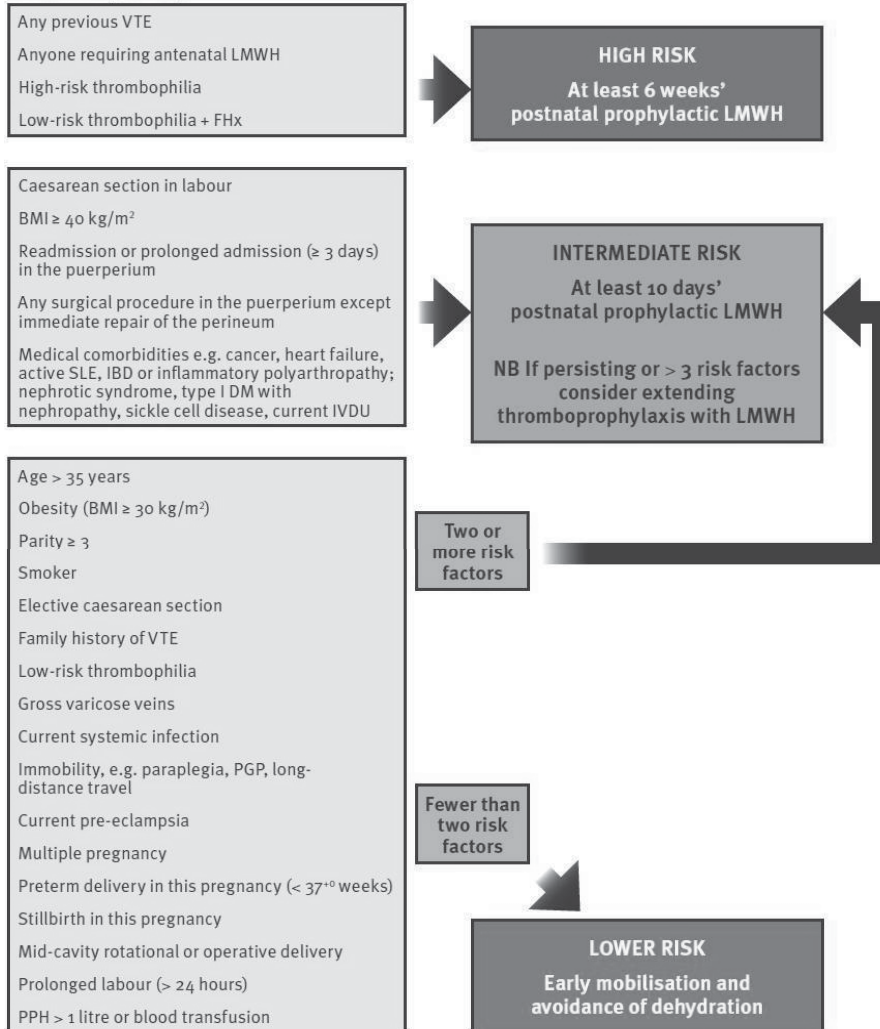 Any previous VTE
Anyone requiring antenatal LMWH
High-risk thrombophilia
Low-risk thrombophilia + FHx
HIGH RISK
At least 6 weeks'
postnatal prophylactic LMWH
Caesarean section in labour
BMI ≥ 40 kg/m²
Readmission or prolonged admission (≥ 3 days)
in the puerperium
Any surgical procedure in the puerperium except
immediate repair of the perineum
Medical comorbidities e.g. cancer, heart failure,
active SLE, IBD or inflammatory polyarthropathy;
nephrotic syndrome, type I DM with
nephropathy, sickle cell disease, current IVDU
INTERMEDIATE RISK
At least 10 days'
postnatal prophylactic LMWH
NB If persisting or > 3 risk factors
consider extending
thromboprophylaxis with LMWH
Age > 35 years
Obesity (BMI ≥ 30 kg/m²)
Parity ≥ 3
Smoker
Elective caesarean section
Family history of VTE
Low-risk thrombophilia
Gross varicose veins
Current systemic infection
Immobility, e.g. paraplegia, PGP, long-
distance travel
Current pre-eclampsia
Multiple pregnancy
Preterm delivery in this pregnancy (< 37⁺⁰ weeks)
Stillbirth in this pregnancy
Mid-cavity rotational or operative delivery
Prolonged labour (> 24 hours)
PPH > 1 litre or blood transfusion
Two or
more risk
factors
Fewer than
two risk
factors
LOWER RISK
Early mobilisation and
avoidance of dehydration